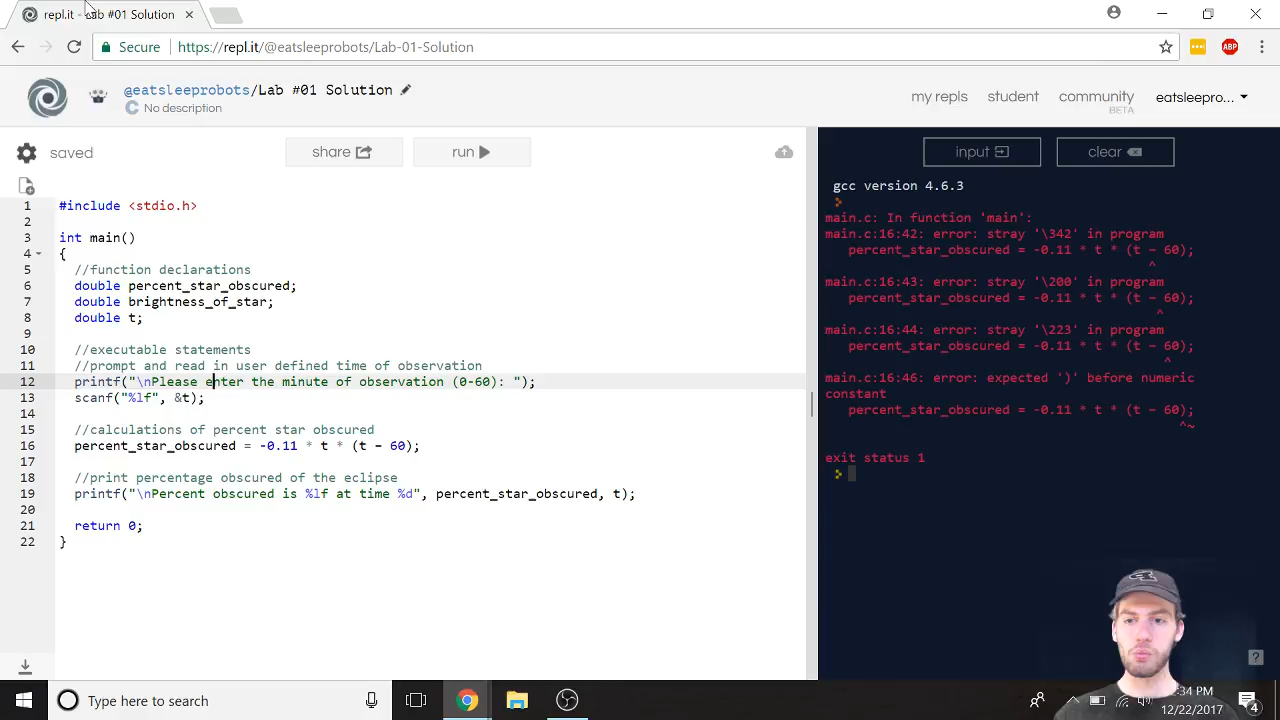 repl.it - Lab #01 Solution
Secure https://repl.it/@eatsleeprobots/Lab-01-Solution
ABP
@eatsleeprobots/Lab #01 Solution
No description
my repls student community eatsleepro...
BETA
saved share run
input clear
1 #include <stdio.h>
2
3 int main()
4 {
5 //function declarations
6 double percent_star_obscured;
7 double brightness_of_star;
8 double t;
9
10 //executable statements
11 //prompt and read in user defined time of observation
12 printf("\nPlease enter the minute of observation (0-60): ");
13 scanf("%lf", &t);
14
15 //calculations of percent star obscured
16 percent_star_obscured = -0.11 * t * (t – 60);
17
18 //print percentage obscured of the eclipse
19 printf("\nPercent obscured is %lf at time %d", percent_star_obscured, t);
20
21 return 0;
22 }
gcc version 4.6.3
main.c: In function 'main':
main.c:16:42: error: stray '\342' in program
percent_star_obscured = -0.11 * t * (t – 60);
^
main.c:16:43: error: stray '\200' in program
percent_star_obscured = -0.11 * t * (t – 60);
^
main.c:16:44: error: stray '\223' in program
percent_star_obscured = -0.11 * t * (t – 60);
^
main.c:16:46: error: expected ')' before numeric
constant
percent_star_obscured = -0.11 * t * (t – 60);
^~
exit status 1
?
Type here to search
:34 PM
12/22/2017
4